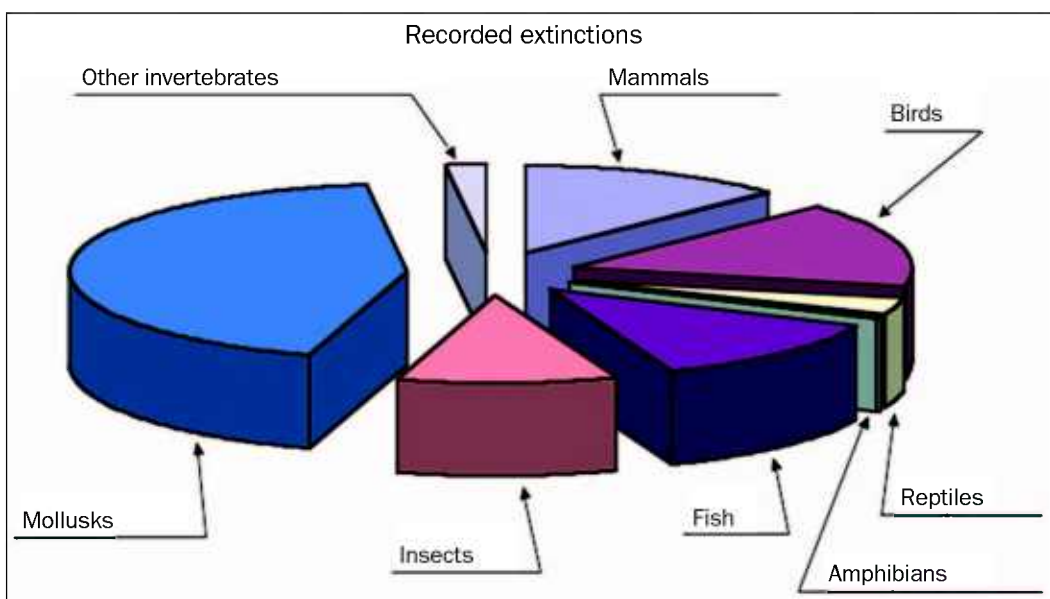 Recorded extinctions
Other invertebrates
Mammals
Birds
Mollusks
Insects
Fish
Reptiles
Amphibians